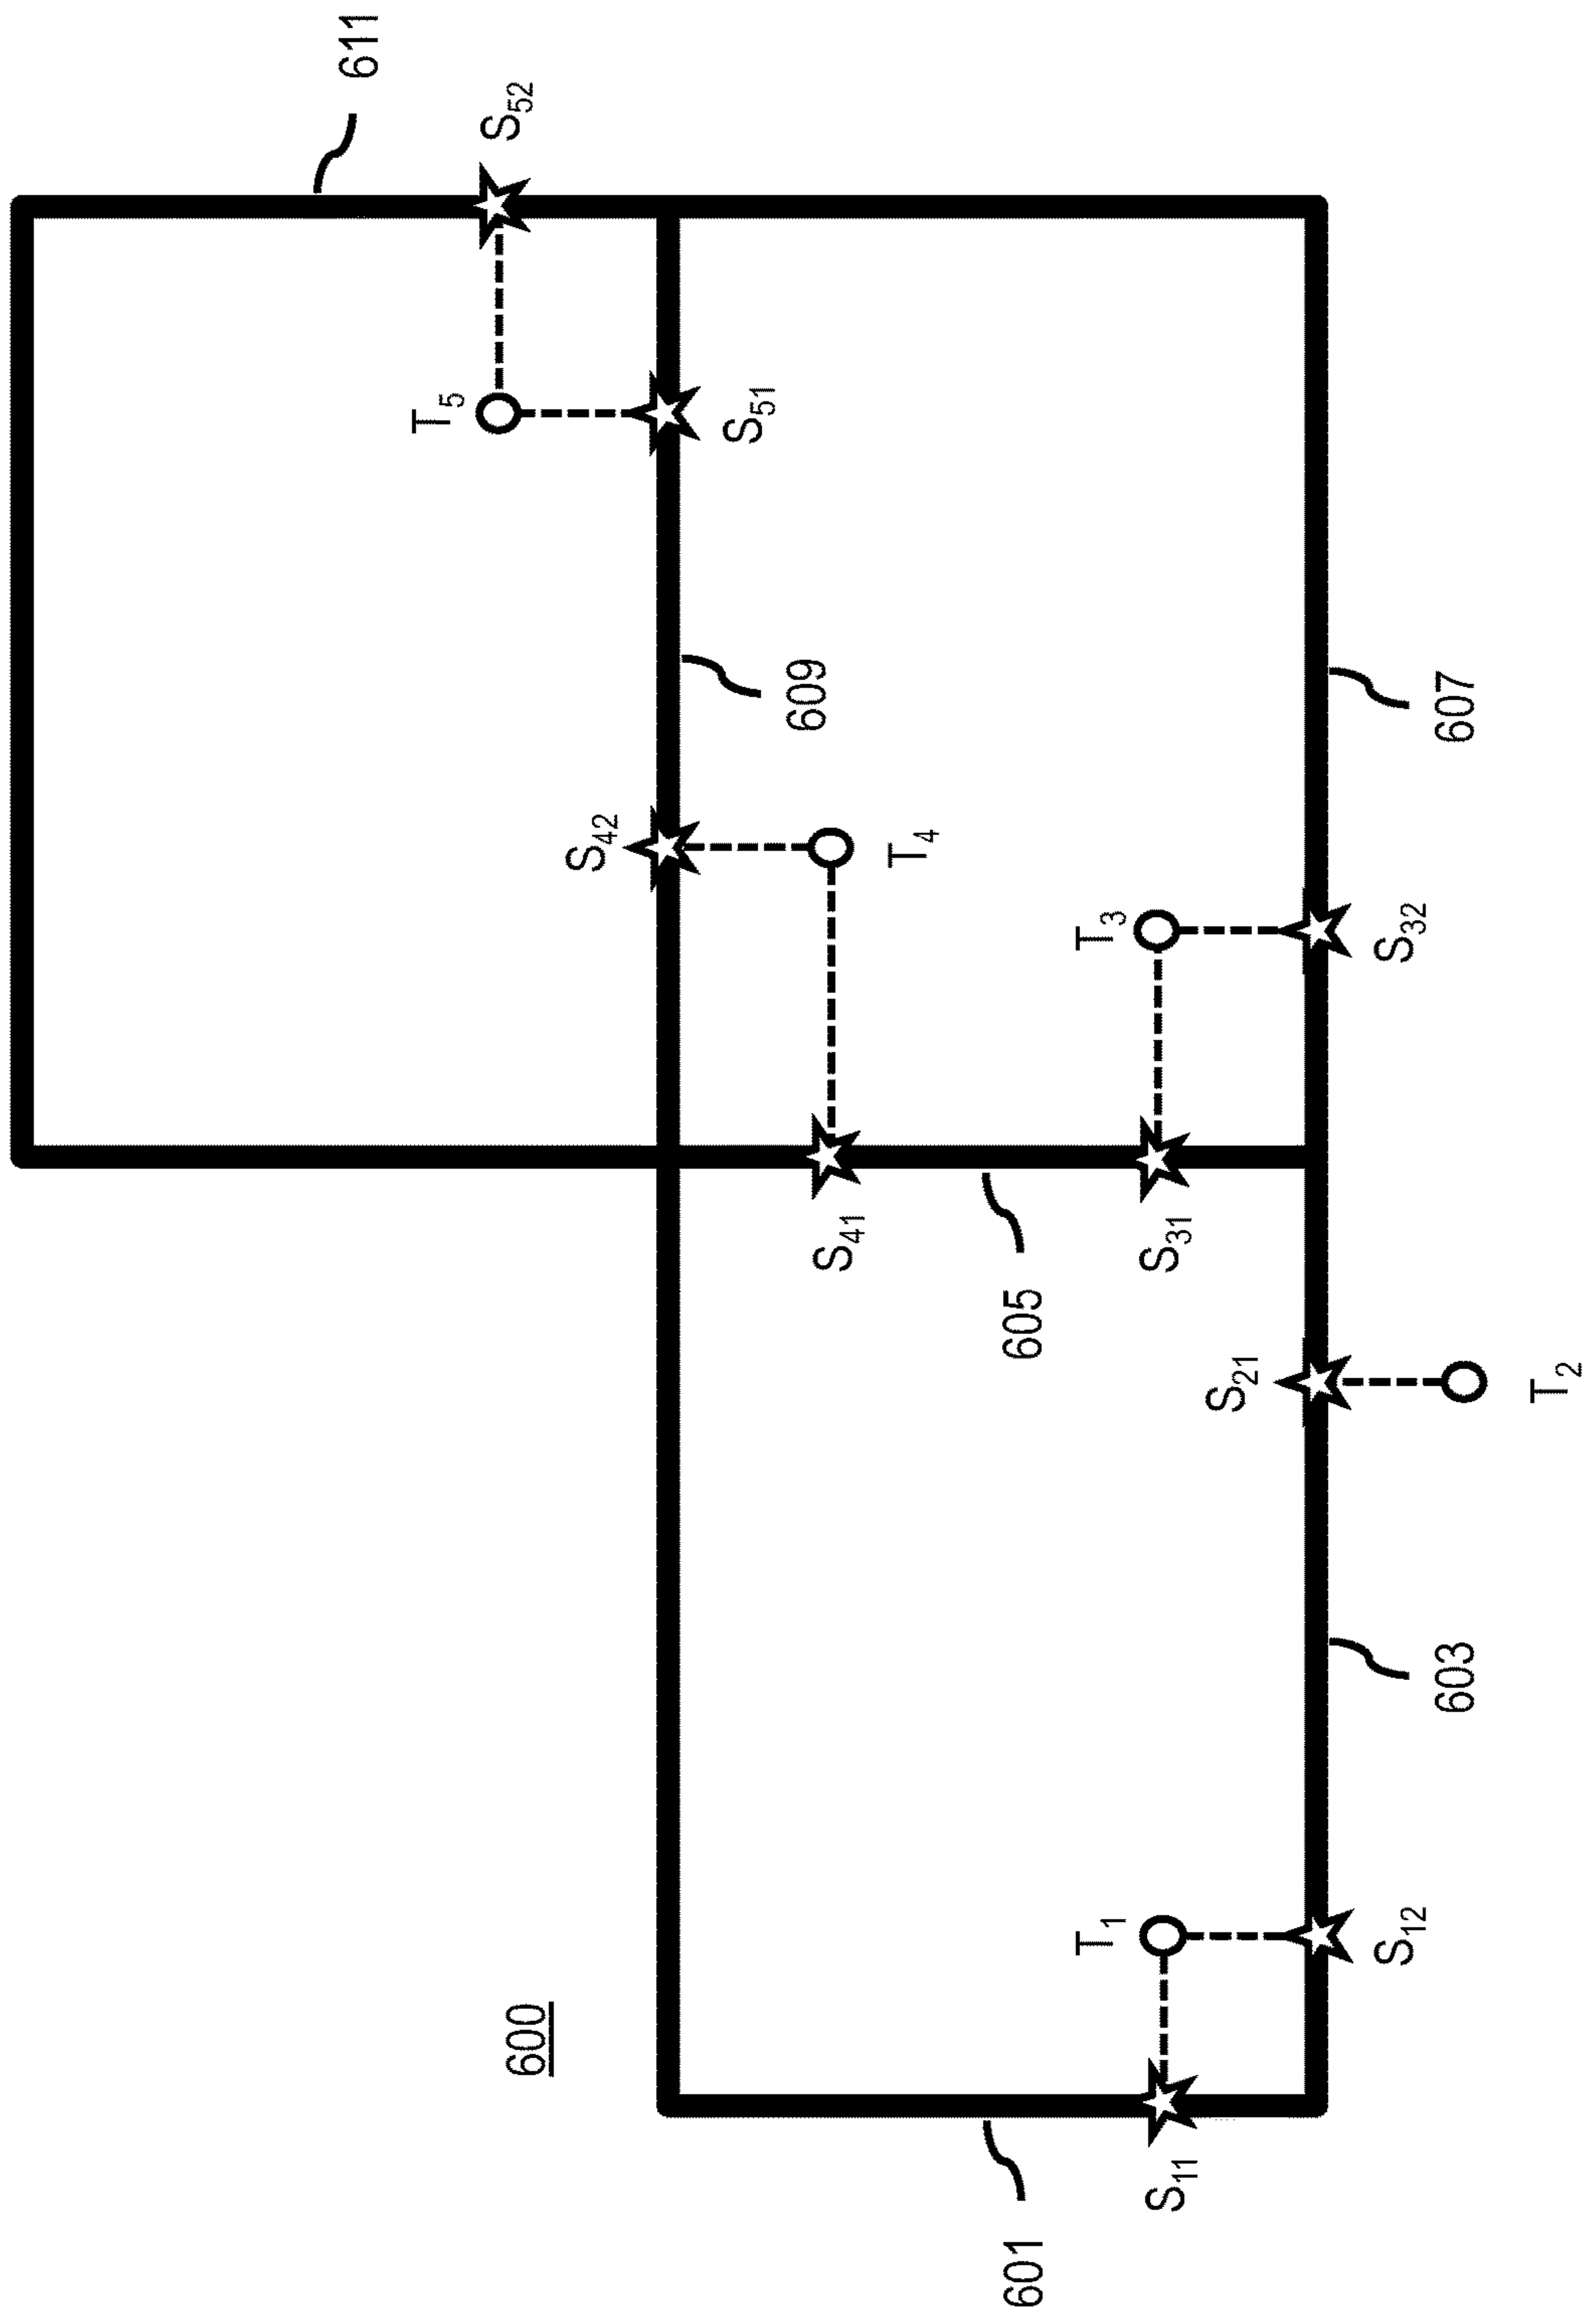 611
T₅
S₅₂
600
S₄₂
S₅₁
609
S₄₁
T₄
601
605
T₁
T₃
S₁₁
S₃₁
S₂₁
S₁₂
S₃₂
603
607
T₂